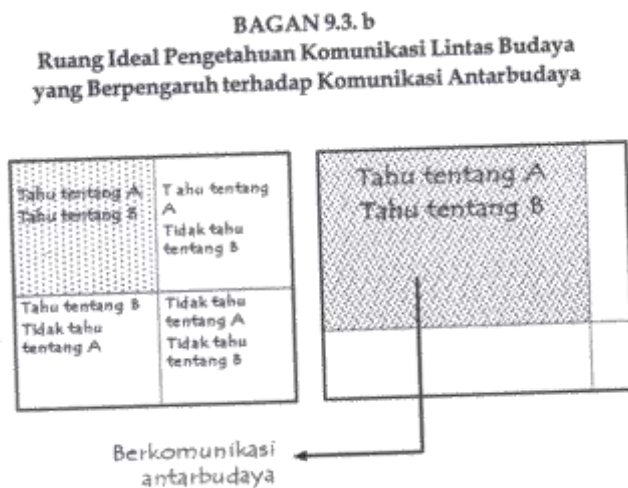 BAGAN 9.3. b
Ruang Ideal Pengetahuan Komunikasi Lintas Budaya
yang Berpengaruh terhadap Komunikasi Antarbudaya
Tahu tentang A
Tahu tentang B
Tahu tentang
A
Tidak tahu
tentang B
Tahu tentang B
Tidak tahu
tentang A
Tidak tahu
tentang A
Tidak tahu
tentang B
Tahu tentang A
Tahu tentang B
Berkomunikasi
antarbudaya